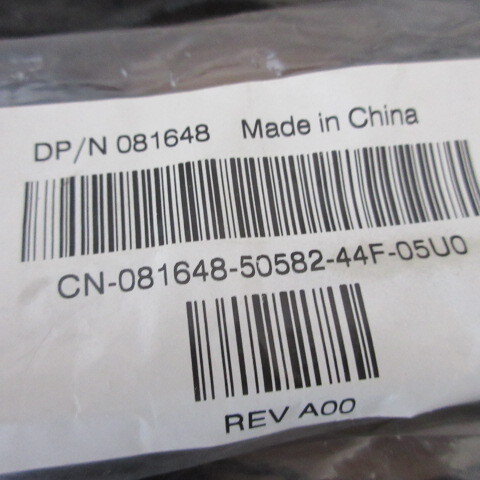 DP/N 081648 Made in China
CN-081648-50582-44F-05U0
REV A00